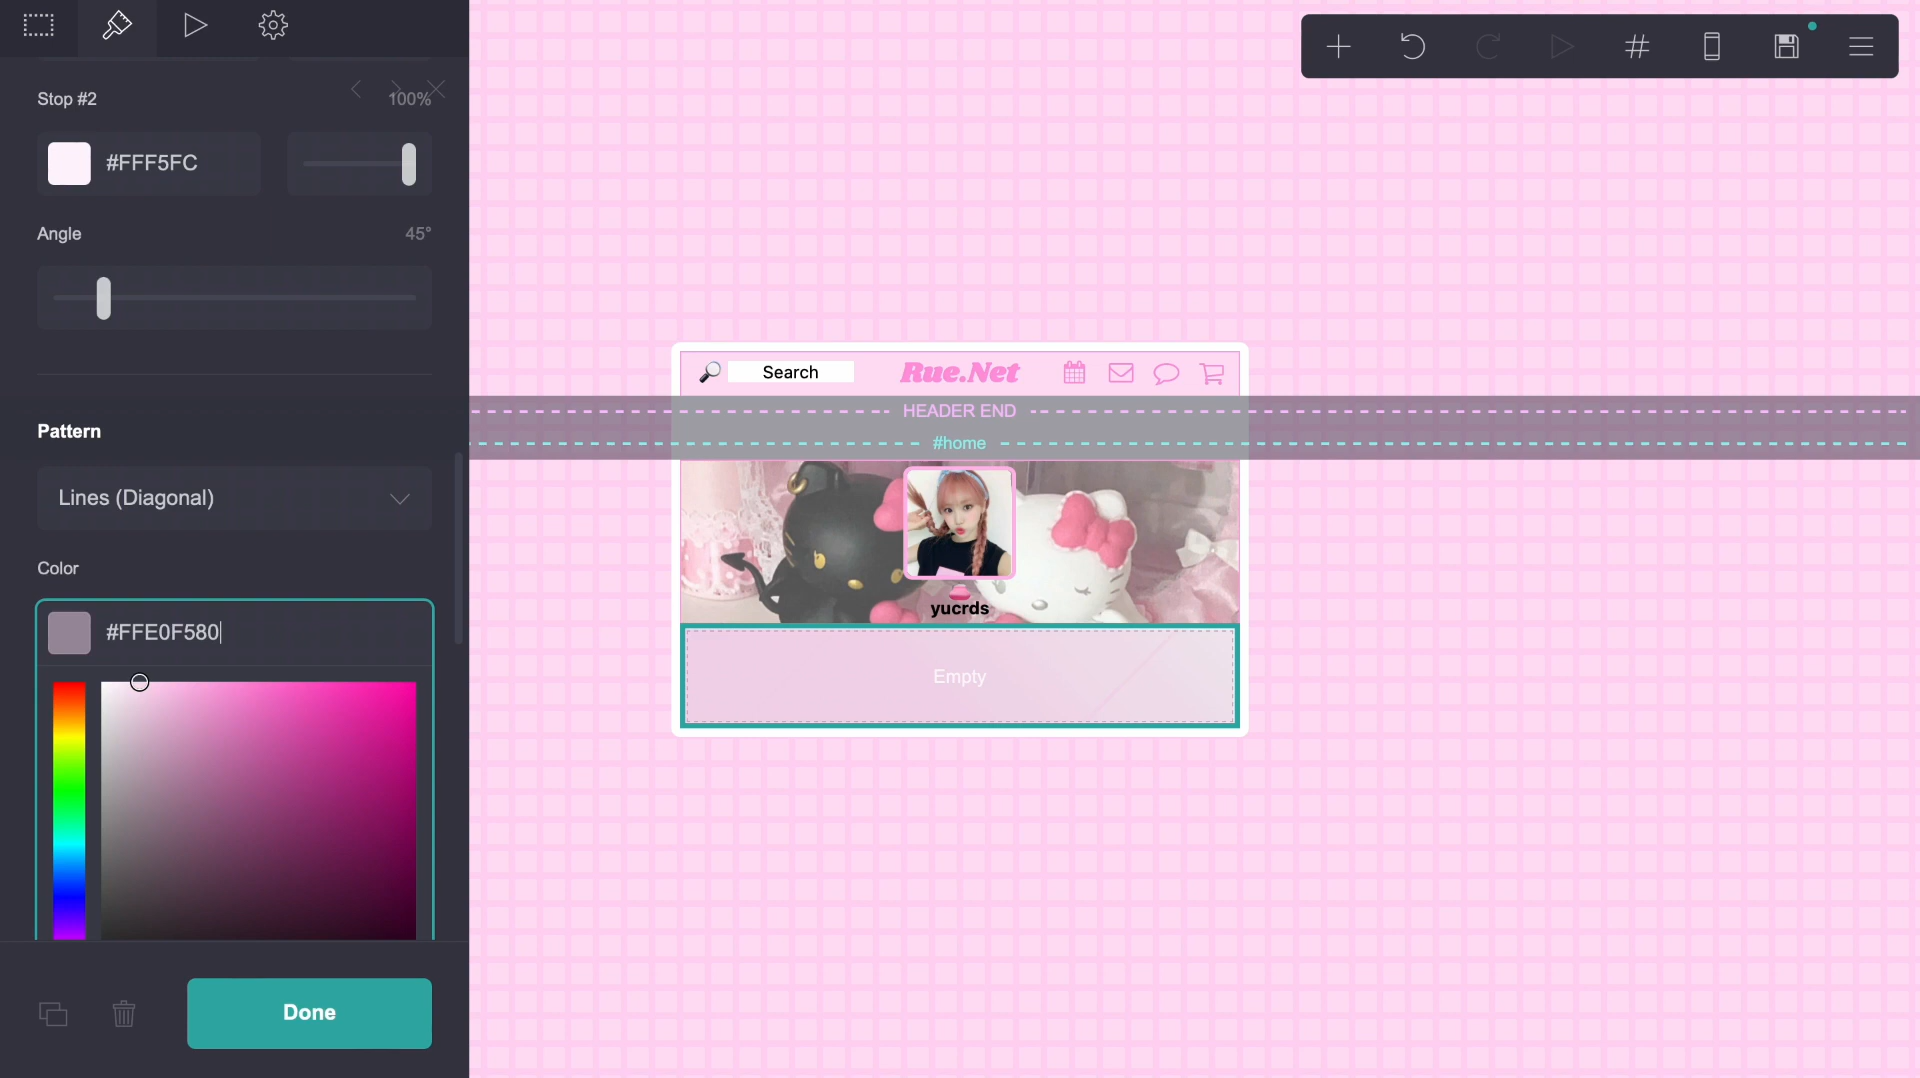 Stop #2
100%
#FFF5FC
Angle
45°
Pattern
Lines (Diagonal)
Color
#FFE0F580
Done
#
Search
Rue.Net
HEADER END
#home
yucrds
Empty